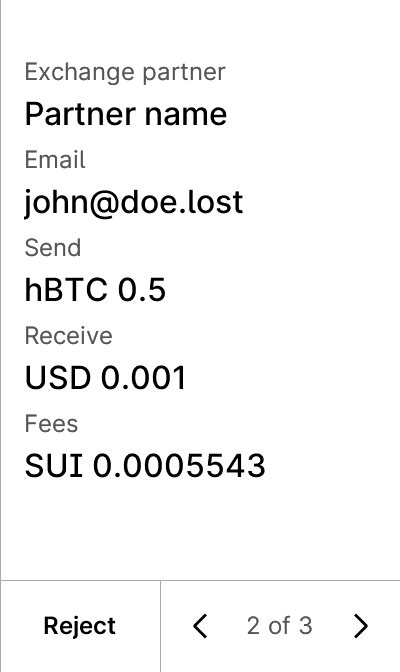 Exchange partner
Partner name
Email
john@doe.lost
Send
hBTC 0.5
Receive
USD 0.001
Fees
SUI 0.0005543
Reject
2 of 3